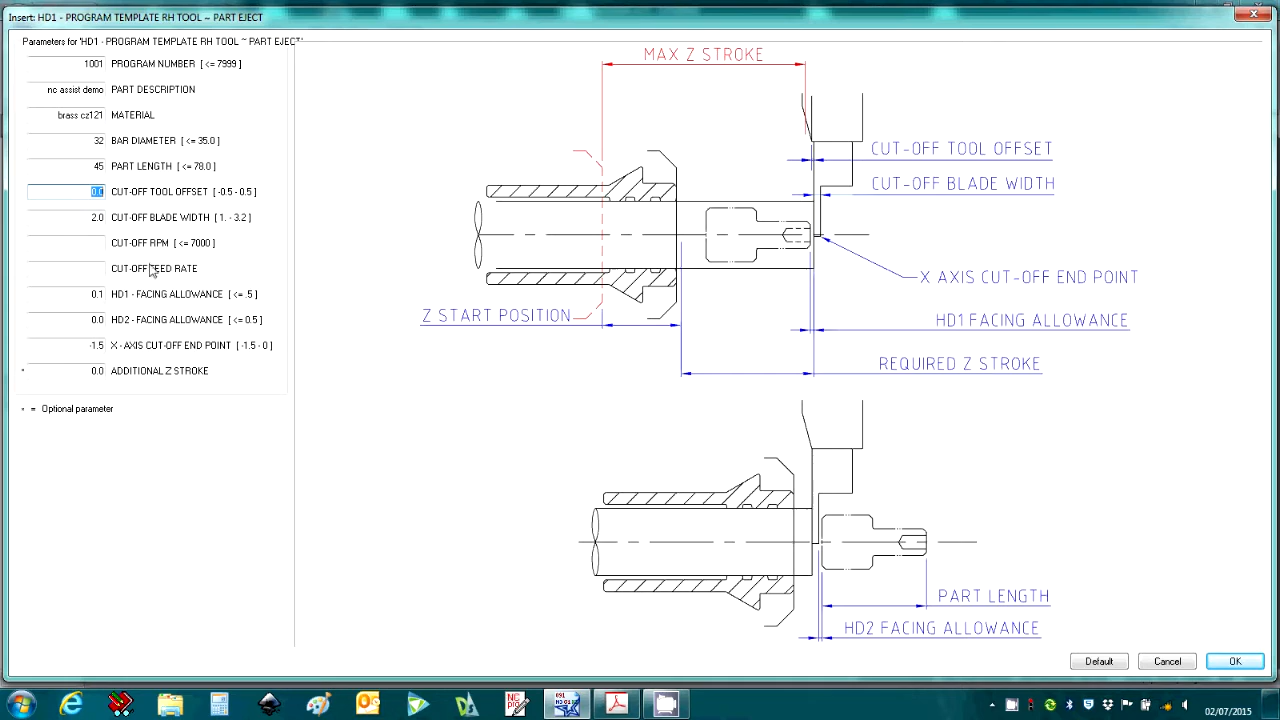 Insert: HD1 - PROGRAM TEMPLATE RH TOOL ~ PART EJECT
Parameters for 'HD1 - PROGRAM TEMPLATE RH TOOL ~ PART EJECT'
1001 PROGRAM NUMBER [ <= 7999 ]
nc assist demo PART DESCRIPTION
brass cz121 MATERIAL
32 BAR DIAMETER [ <= 35.0 ]
45 PART LENGTH [ <= 78.0 ]
0.0 CUT-OFF TOOL OFFSET [ -0.5 - 0.5 ]
2.0 CUT-OFF BLADE WIDTH [ 1. - 3.2 ]
CUT-OFF RPM [ <= 7000 ]
CUT-OFF FEED RATE
0.1 HD1 - FACING ALLOWANCE [ <= .5 ]
0.0 HD2 - FACING ALLOWANCE [ <= 0.5 ]
-1.5 X - AXIS CUT-OFF END POINT [ -1.5 - 0 ]
* 0.0 ADDITIONAL Z STROKE
* = Optional parameter
MAX Z STROKE
CUT-OFF TOOL OFFSET
CUT-OFF BLADE WIDTH
X AXIS CUT-OFF END POINT
Z START POSITION
HD1 FACING ALLOWANCE
REQUIRED Z STROKE
PART LENGTH
HD2 FACING ALLOWANCE
Default Cancel OK
02/07/2015